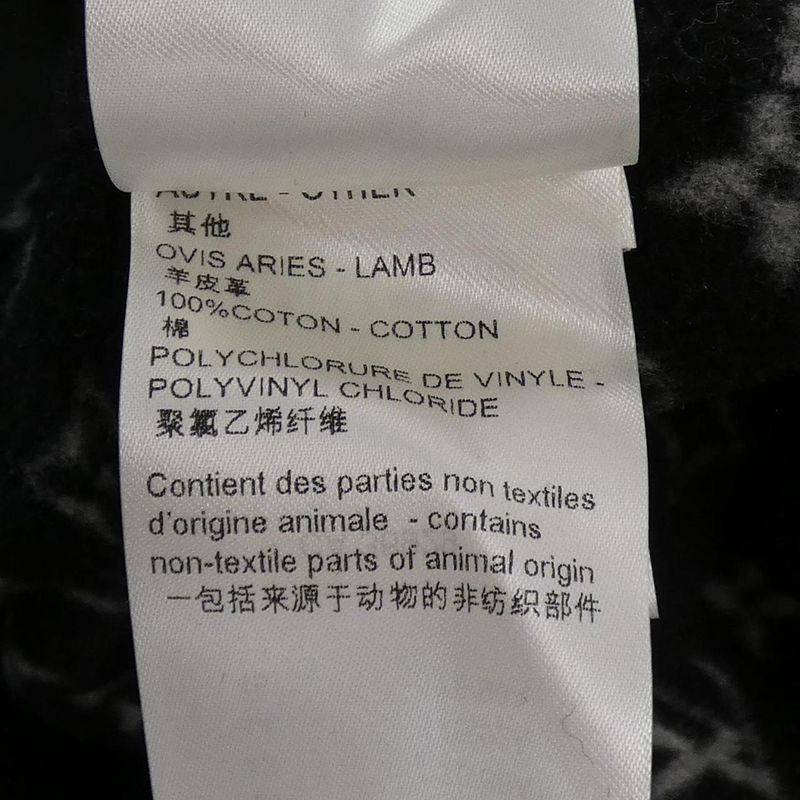 AUTRE - OTHER
其他
OVIS ARIES - LAMB
羊皮革
100%COTON - COTTON
棉
POLYCHLORURE DE VINYLE -
POLYVINYL CHLORIDE
聚氯乙烯纤维
Contient des parties non textiles
d'origine animale - contains
non-textile parts of animal origin
一包括来源于动物的非纺织部件